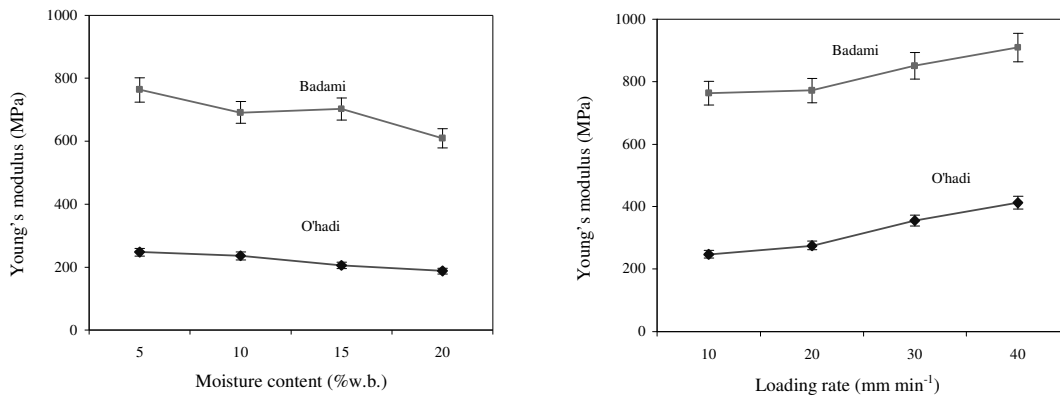 Young's modulus (MPa)
1000
800
600
400
200
0
Badami
O'hadi
5 10 15 20
Moisture content (%w.b.)
Young's modulus (MPa)
1000
800
600
400
200
0
Badami
O'hadi
10 20 30 40
Loading rate (mm min⁻¹)